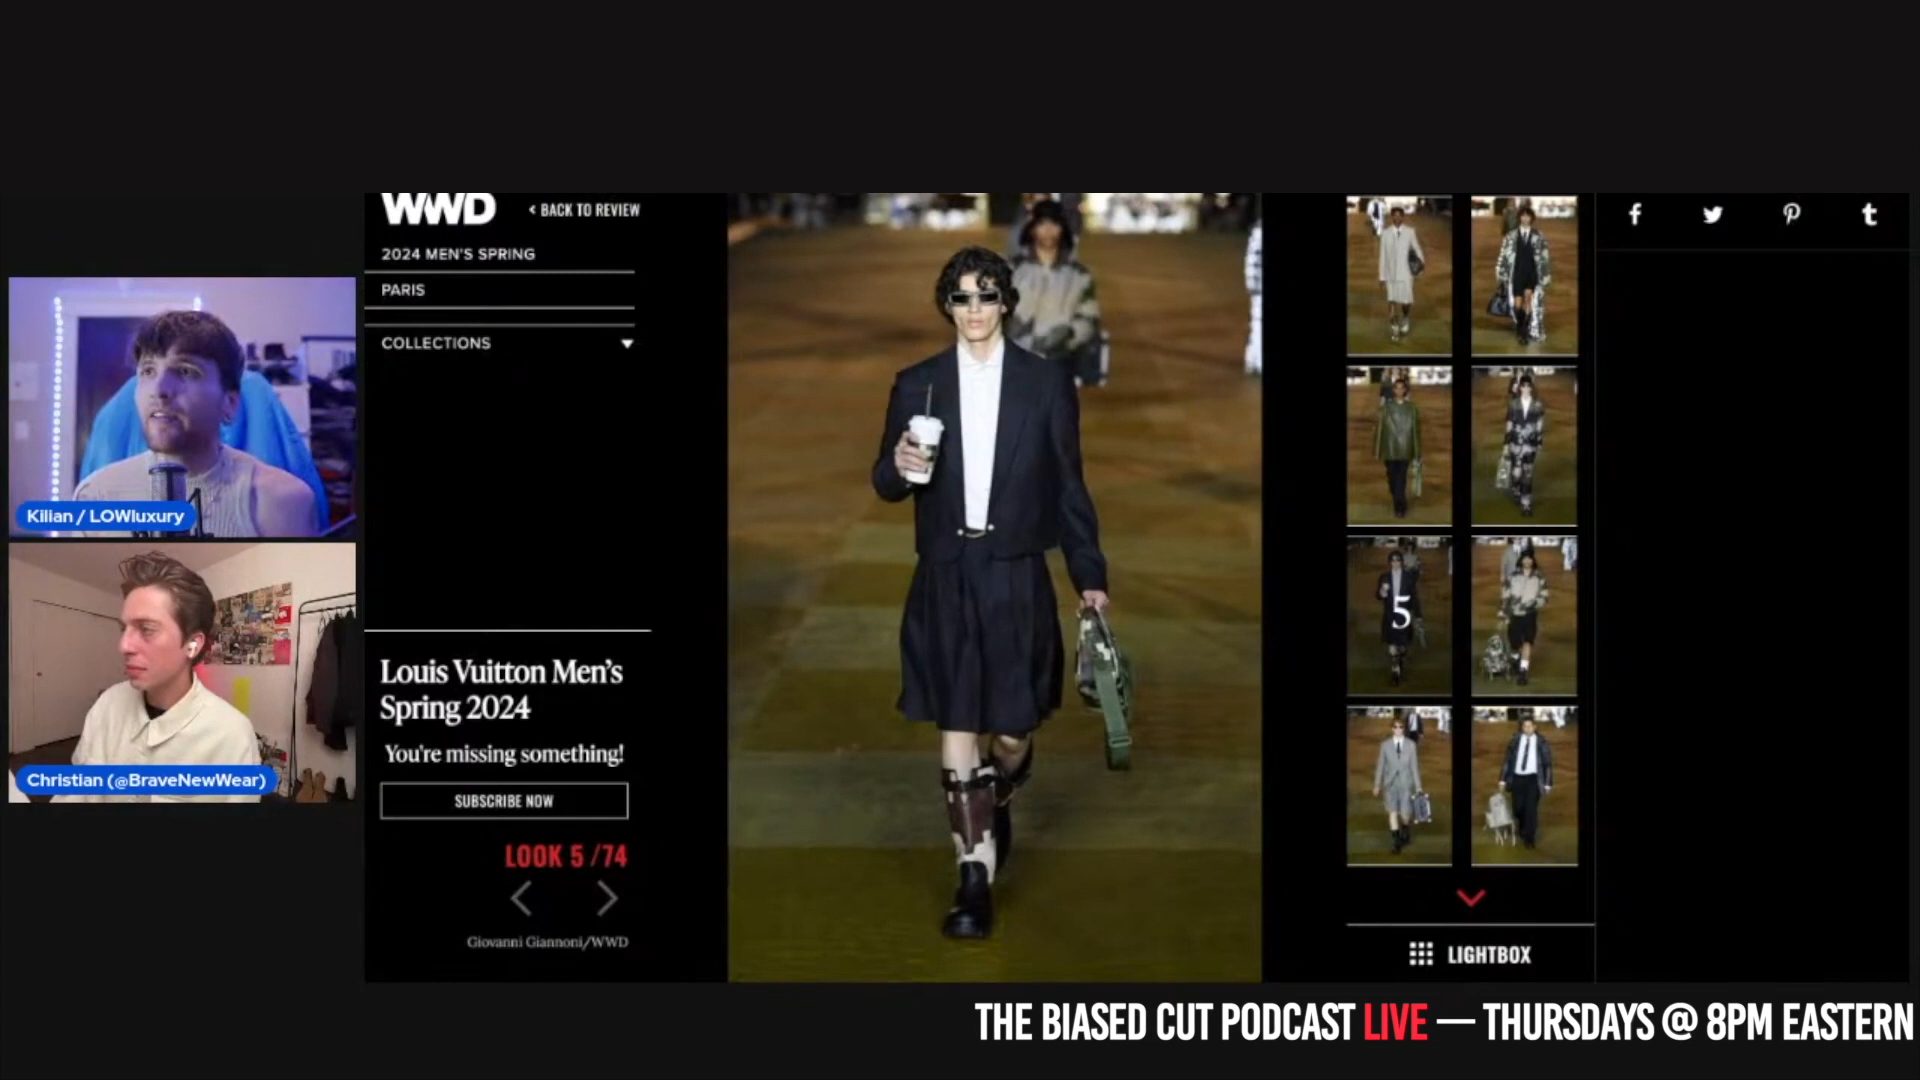 WWD
< BACK TO REVIEW
2024 MEN'S SPRING
PARIS
COLLECTIONS
Kilian / LOWluxury
Christian (@BraveNewWear)
Louis Vuitton Men's
Spring 2024
You're missing something!
SUBSCRIBE NOW
LOOK 5 /74
Giovanni Giannoni/WWD
5
LIGHTBOX
THE BIASED CUT PODCAST LIVE — THURSDAYS @ 8PM EASTERN